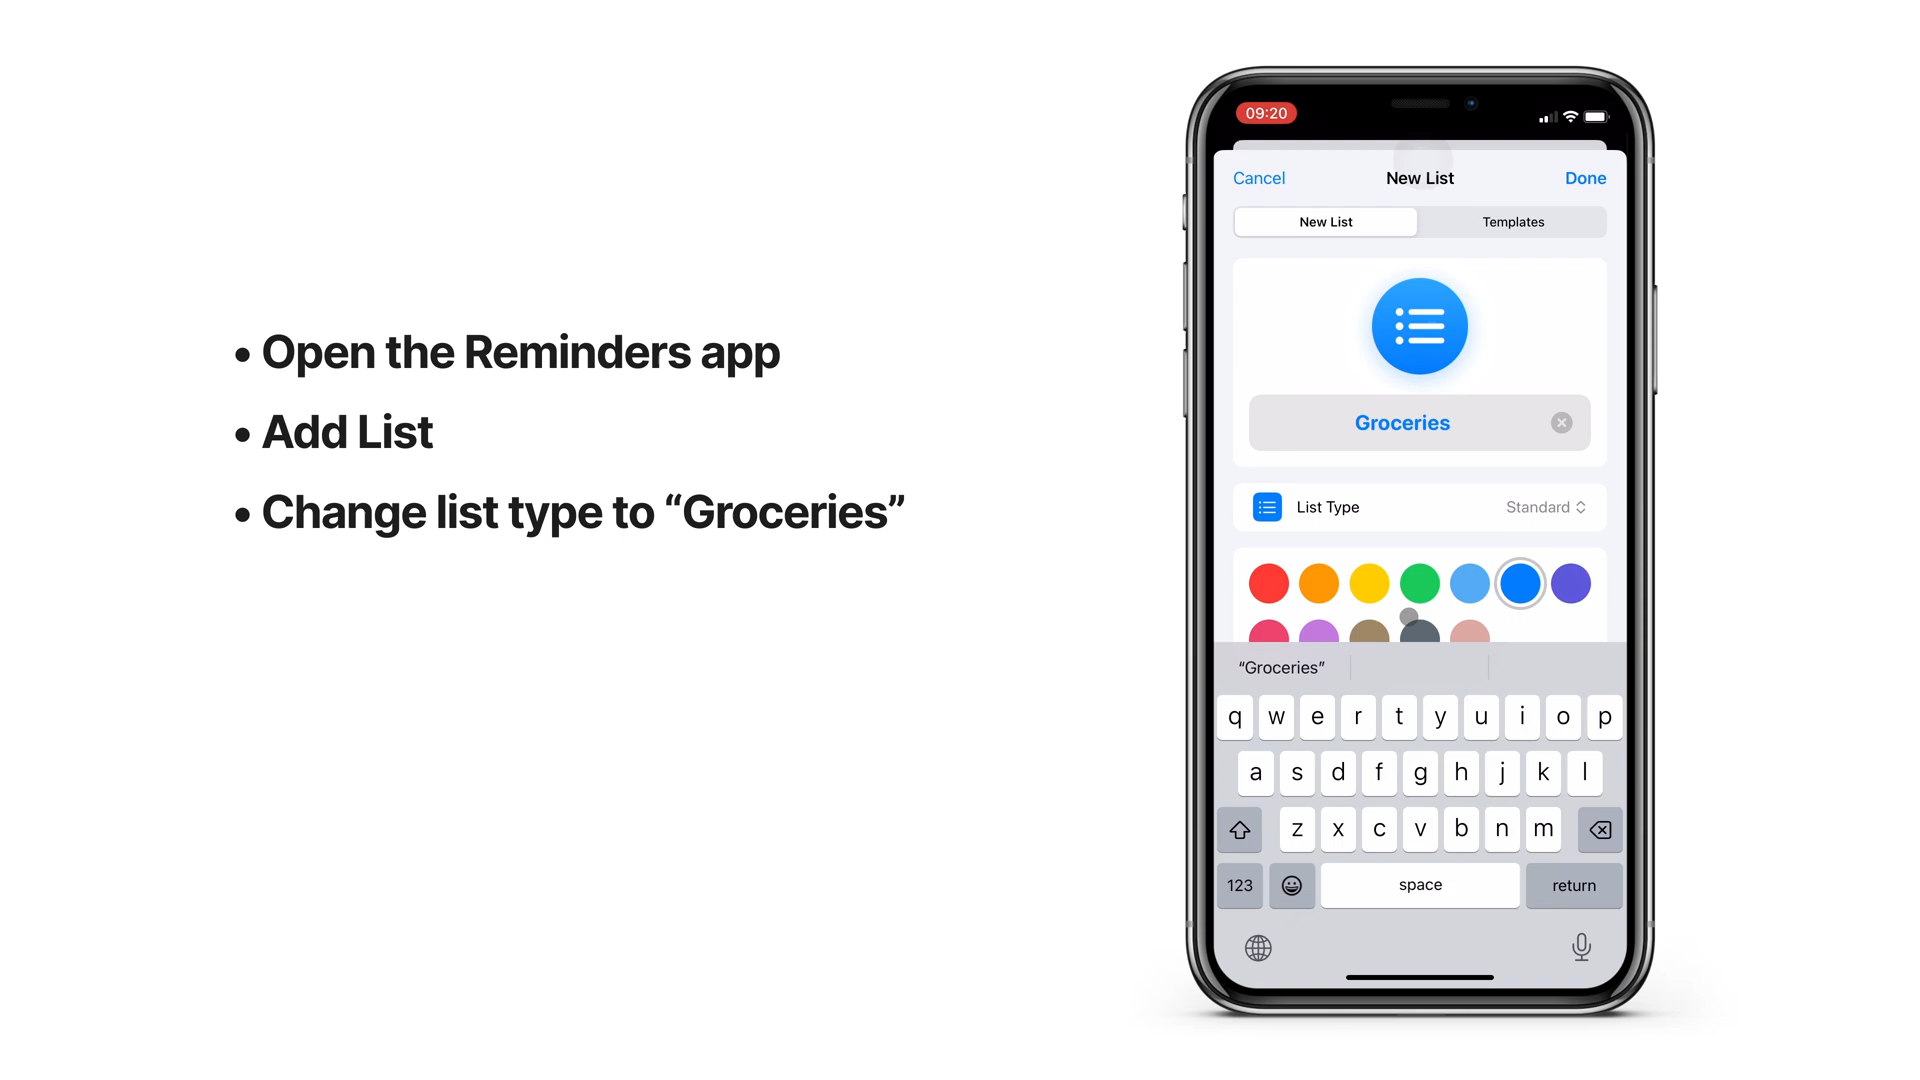 • Open the Reminders app
• Add List
• Change list type to “Groceries”
09:20
Cancel New List Done
New List Templates
Groceries
List Type Standard
“Groceries”
q w e r t y u i o p
a s d f g h j k l
z x c v b n m
123 space return